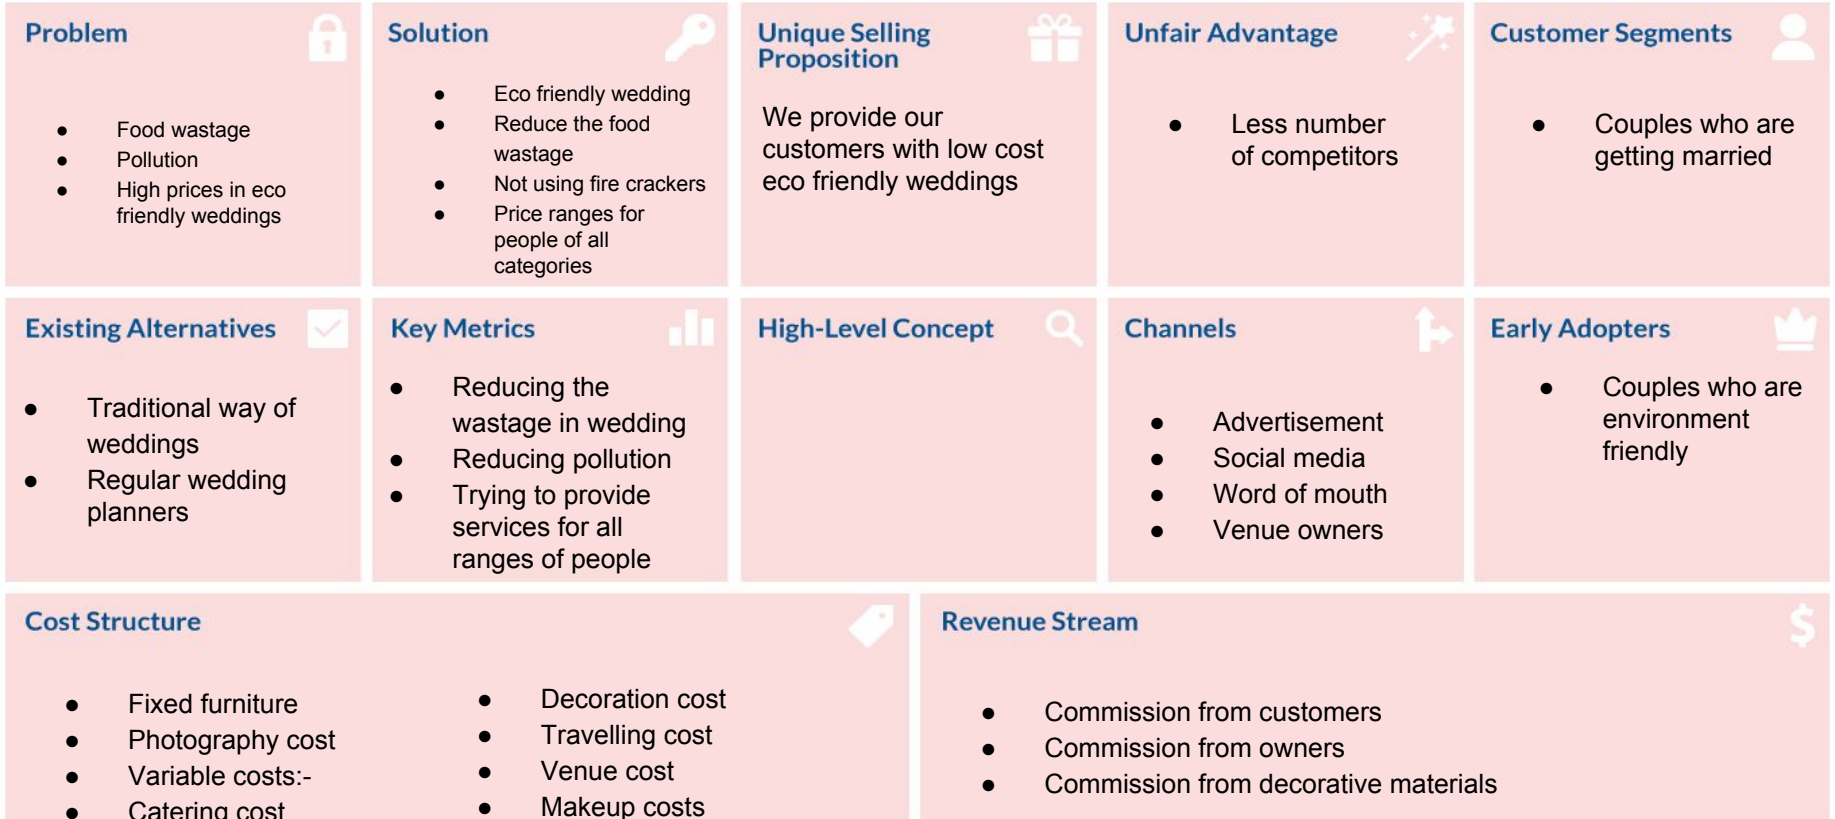 Problem
● Food wastage
● Pollution
● High prices in eco
friendly weddings
Solution
● Eco friendly wedding
● Reduce the food
wastage
● Not using fire crackers
● Price ranges for
people of all
categories
Unique Selling
Proposition
We provide our
customers with low cost
eco friendly weddings
Unfair Advantage
● Less number
of competitors
Customer Segments
● Couples who are
getting married
Existing Alternatives
● Traditional way of
weddings
● Regular wedding
planners
Key Metrics
● Reducing the
wastage in wedding
● Reducing pollution
● Trying to provide
services for all
ranges of people
High-Level Concept
Channels
● Advertisement
● Social media
● Word of mouth
● Venue owners
Early Adopters
● Couples who are
environment
friendly
Cost Structure
● Fixed furniture
● Photography cost
● Variable costs:-
● Catering cost
● Decoration cost
● Travelling cost
● Venue cost
● Makeup costs
Revenue Stream
$
● Commission from customers
● Commission from owners
● Commission from decorative materials